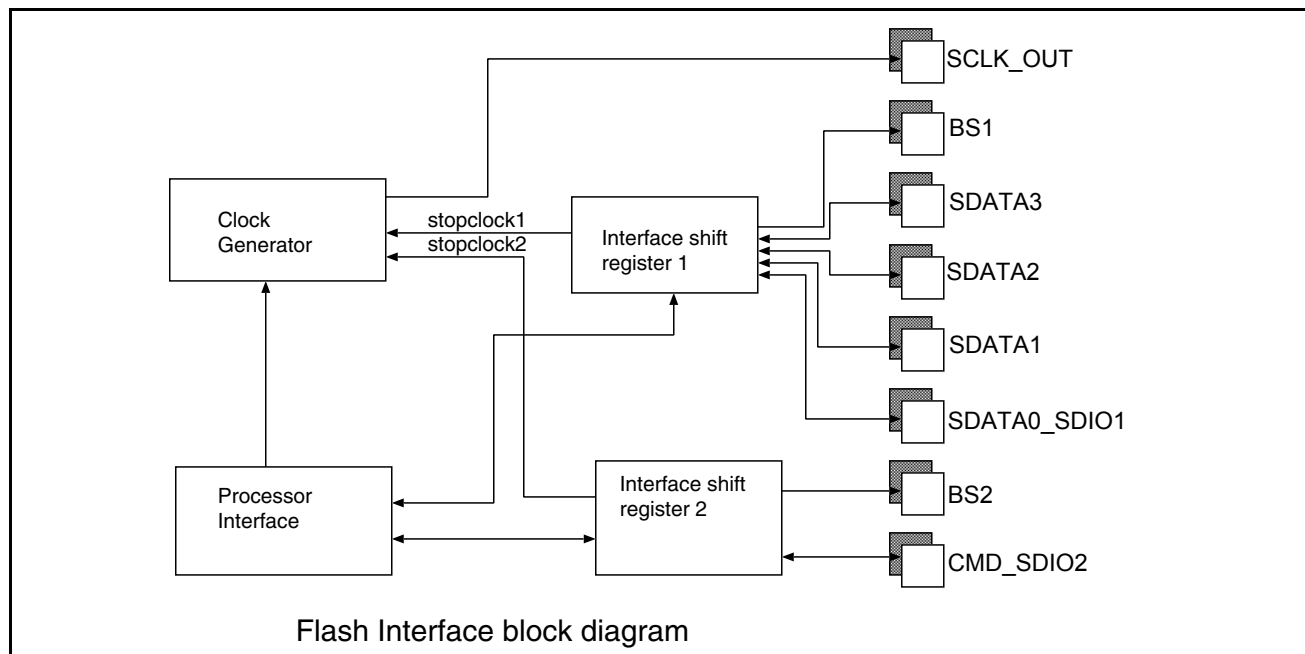 SCLK_OUT
BS1
SDATA3
SDATA2
SDATA1
SDATA0_SDIO1
BS2
CMD_SDIO2
Clock
Generator
stopclock1
stopclock2
Interface shift
register 1
Processor
Interface
Interface shift
register 2
Flash Interface block diagram